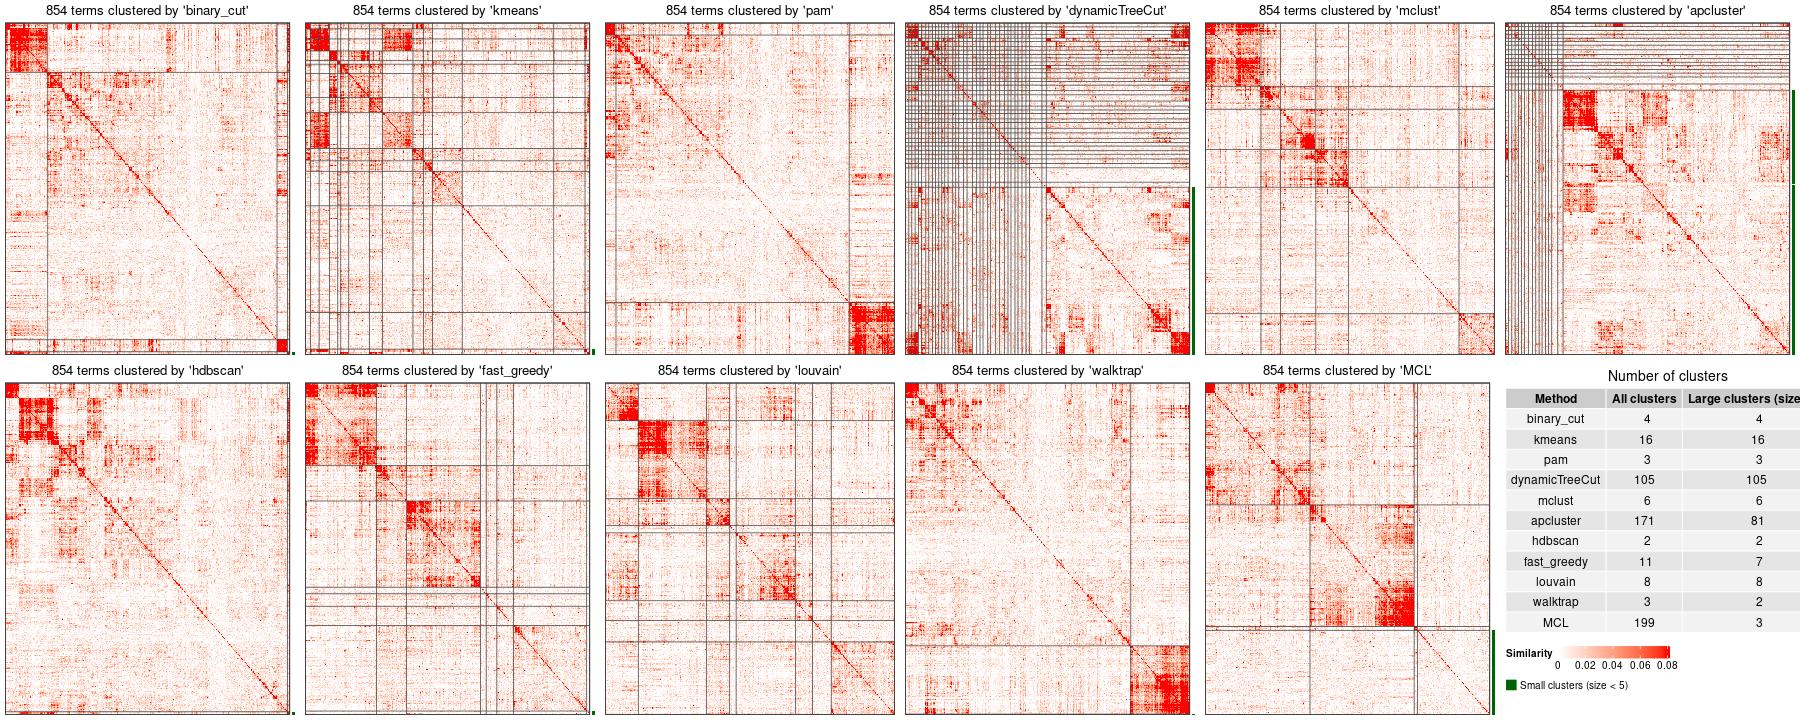 854 terms clustered by 'binary_cut'
854 terms clustered by 'kmeans'
854 terms clustered by 'pam'
854 terms clustered by 'dynamicTreeCut'
854 terms clustered by 'mclust'
854 terms clustered by 'apcluster'
854 terms clustered by 'hdbscan'
854 terms clustered by 'fast_greedy'
854 terms clustered by 'louvain'
854 terms clustered by 'walktrap'
854 terms clustered by 'MCL'
Number of clusters
Method All clusters Large clusters (size
binary_cut 4 4
kmeans 16 16
pam 3 3
dynamicTreeCut 105 105
mclust 6 6
apcluster 171 81
hdbscan 2 2
fast_greedy 11 7
louvain 8 8
walktrap 3 2
MCL 199 3
Similarity
0 0.02 0.04 0.06 0.08
Small clusters (size < 5)